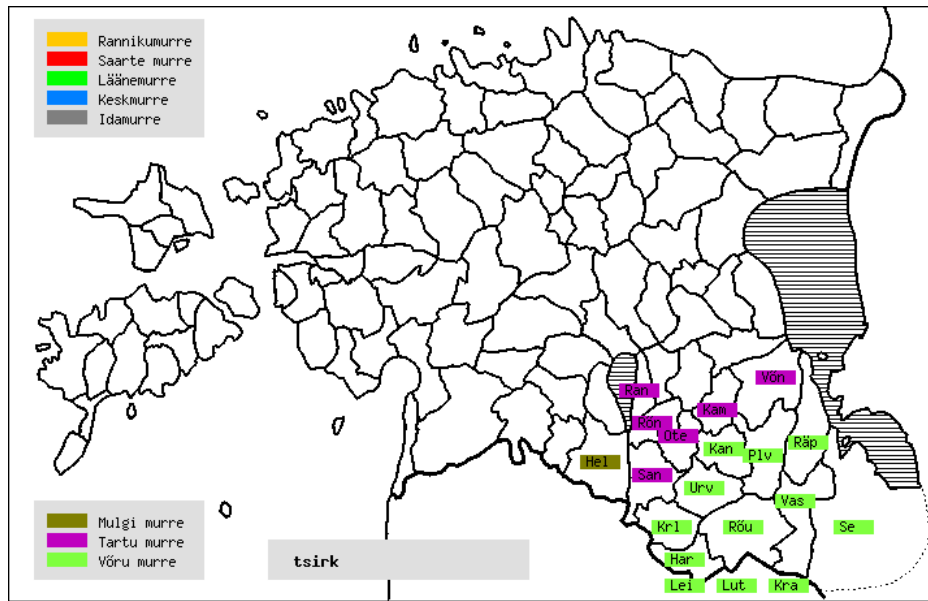 Rannikumurre
Saarte murre
Läänemurre
Keskmurre
Idamurre
Võn
Ran
Kam
Rõn
Ote
Räp
Kan
Plv
Hel
San
Urv
Vas
Krl
Rõu
Se
Har
Lei
Lut
Kra
Mulgi murre
Tartu murre
Võru murre
tsirk